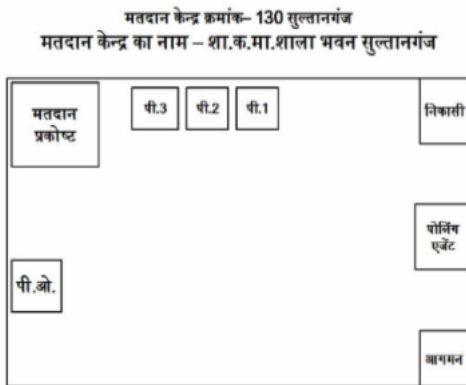 मतदान केन्द्र क्रमांक– 130 सुल्तानगंज
मतदान केन्द्र का नाम – शा.क.मा.शाला भवन सुल्तानगंज
मतदान
प्रकोष्ट
पी.3
पी.2
पी.1
निकासी
पोलिंग
एजेंट
पी.ओ.
आगमन